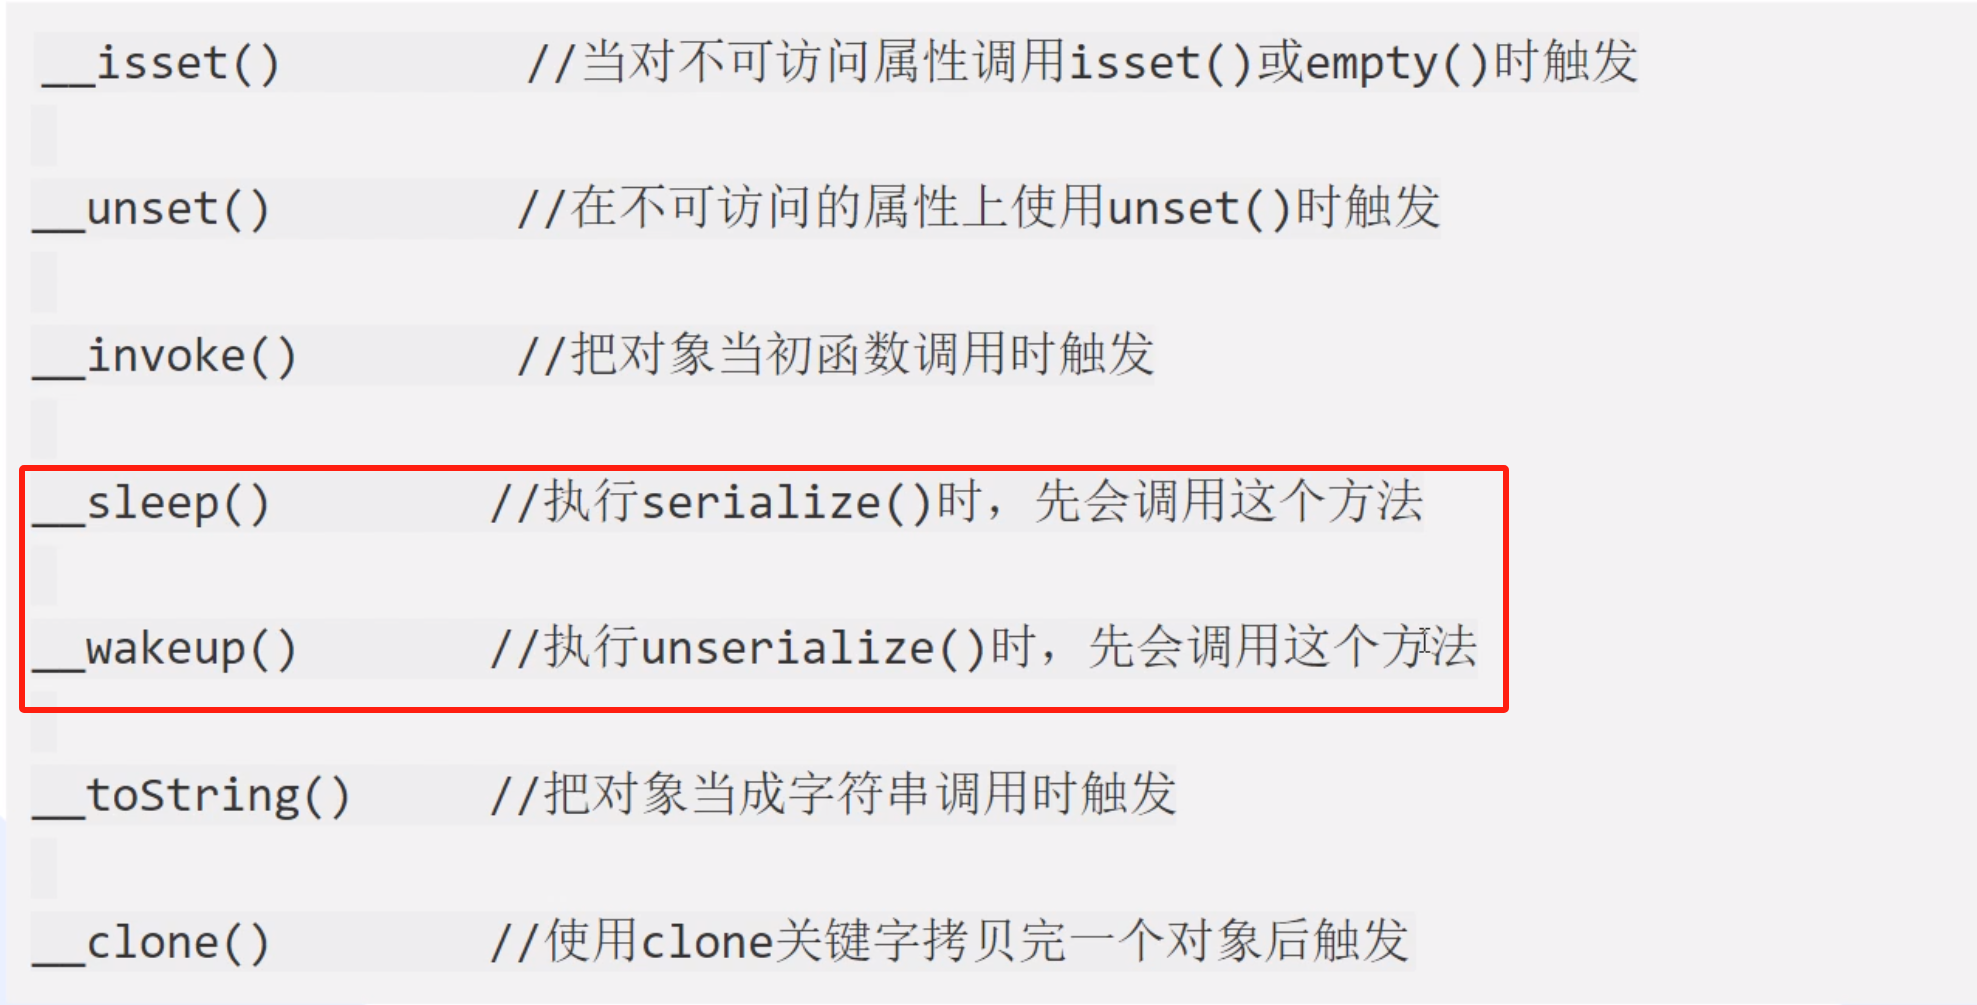 __isset() //当对不可访问属性调用isset()或empty()时触发
__unset() //在不可访问的属性上使用unset()时触发
__invoke() //把对象当初函数调用时触发
__sleep() //执行serialize()时，先会调用这个方法
__wakeup() //执行unserialize()时，先会调用这个方法
__toString() //把对象当成字符串调用时触发
__clone() //使用clone关键字拷贝完一个对象后触发